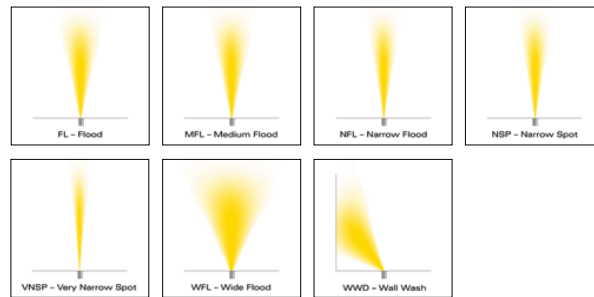 FL – Flood
MFL – Medium Flood
NFL – Narrow Flood
NSP – Narrow Spot
VNSP – Very Narrow Spot
WFL – Wide Flood
WWD – Wall Wash